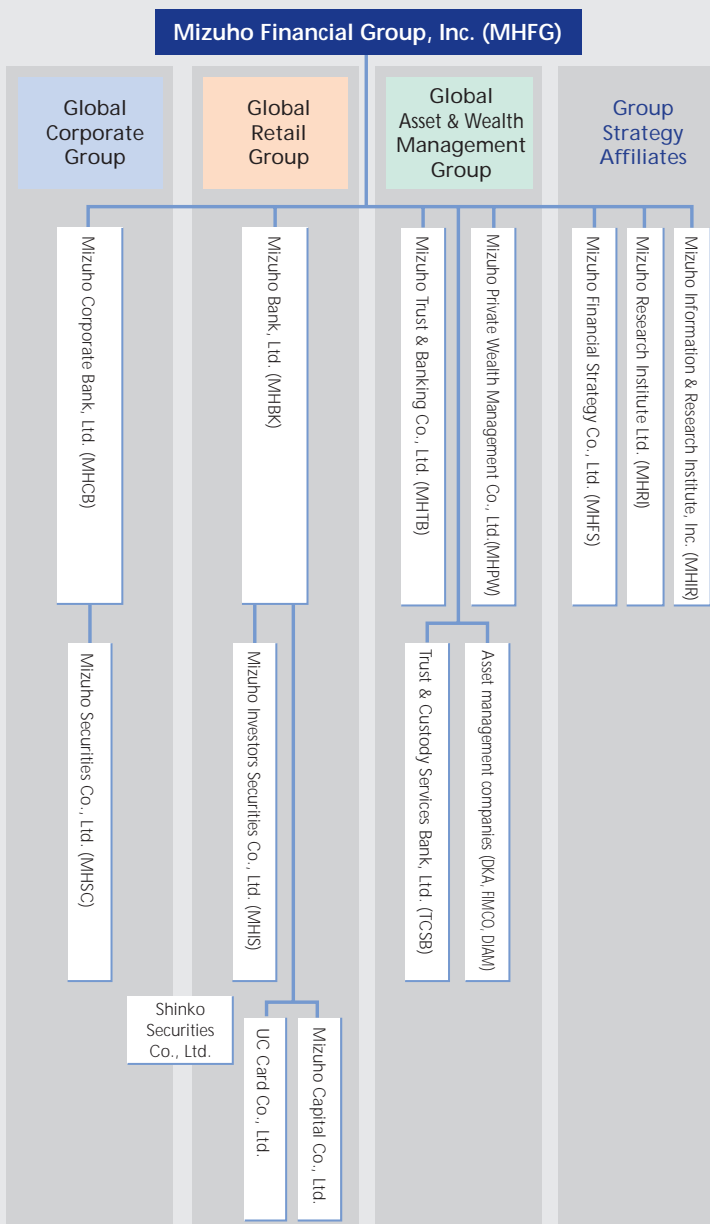 Mizuho Financial Group, Inc. (MHFG)
Global
Corporate
Group
Global
Retail
Group
Global
Asset & Wealth
Management
Group
Group
Strategy
Affiliates
Mizuho Corporate Bank, Ltd. (MHCB)
Mizuho Bank, Ltd. (MHBK)
Mizuho Trust & Banking Co., Ltd. (MHTB)
Mizuho Private Wealth Management Co., Ltd.(MHPW)
Mizuho Financial Strategy Co., Ltd. (MHFS)
Mizuho Research Institute Ltd. (MHRI)
Mizuho Information & Research Institute, Inc. (MHIR)
Mizuho Securities Co., Ltd. (MHSC)
Mizuho Investors Securities Co., Ltd. (MHIS)
Trust & Custody Services Bank, Ltd. (TCSB)
Asset management companies (DKA, FIMCO, DIAM)
Shinko
Securities
Co., Ltd.
UC Card Co., Ltd.
Mizuho Capital Co., Ltd.